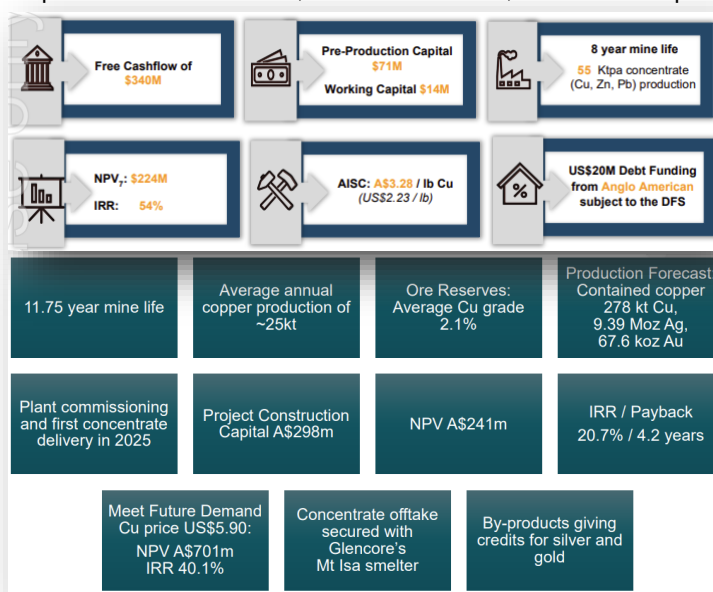 Free Cashflow of
$340M
Pre-Production Capital
$71M
Working Capital $14M
8 year mine life
55 Ktpa concentrate
(Cu, Zn, Pb) production
NPV7: $224M
IRR: 54%
AISC: A$3.28 / lb Cu
(US$2.23 / lb)
%
US$20M Debt Funding
from Anglo American
subject to the DFS
11.75 year mine life
Average annual
copper production of
~25kt
Ore Reserves:
Average Cu grade
2.1%
Production Forecast:
Contained copper
278 kt Cu,
9.39 Moz Ag,
67.6 koz Au
Plant commissioning
and first concentrate
delivery in 2025
Project Construction
Capital A$298m
NPV A$241m
IRR / Payback
20.7% / 4.2 years
Meet Future Demand
Cu price US$5.90:
NPV A$701m
IRR 40.1%
Concentrate offtake
secured with
Glencore's
Mt Isa smelter
By-products giving
credits for silver and
gold